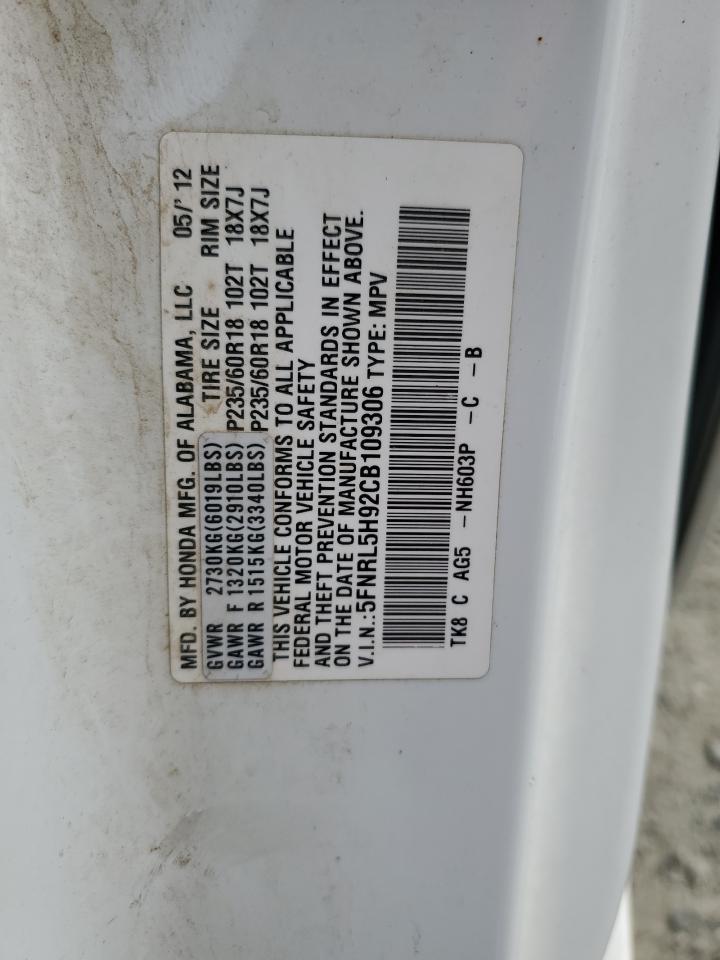 MFD. BY HONDA MFG. OF ALABAMA, LLC 05/'12
GVWR 2730KG(6019LBS) TIRE SIZE RIM SIZE
GAWR F 1320KG(2910LBS) P235/60R18 102T 18X7J
GAWR R 1515KG(3340LBS) P235/60R18 102T 18X7J
THIS VEHICLE CONFORMS TO ALL APPLICABLE
FEDERAL MOTOR VEHICLE SAFETY
AND THEFT PREVENTION STANDARDS IN EFFECT
ON THE DATE OF MANUFACTURE SHOWN ABOVE.
V.I.N.:5FNRL5H92CB109306 TYPE: MPV
TK8 C AG5 -NH603P -C -B